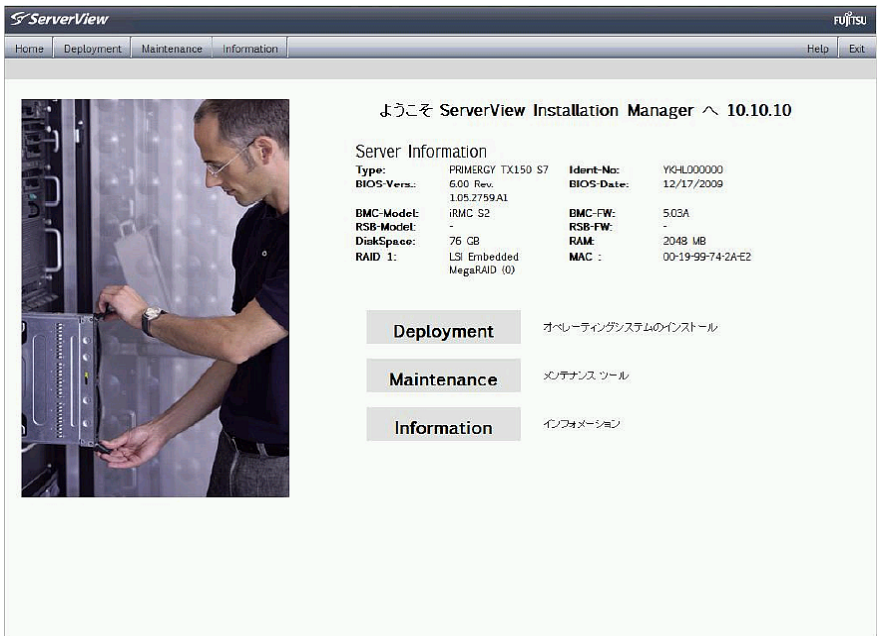 ServerView
FUJITSU
Home Deployment Maintenance Information Help Exit
ようこそ ServerView Installation Manager へ 10.10.10
Server Information
Type: PRIMERGY TX150 S7 Ident-No: YKHL000000
BIOS-Vers.: 6.00 Rev. 1.05.2759.A1 BIOS-Date: 12/17/2009
BMC-Model: iRMC S2 BMC-FW: 5.03A
RSB-Model: - RSB-FW: -
DiskSpace: 76 GB RAM: 2048 MB
RAID 1: LSI Embedded MegaRAID (0) MAC : 00-19-99-74-2A-E2
Deployment オペレーティングシステムのインストール
Maintenance メンテナンス ツール
Information インフォメーション